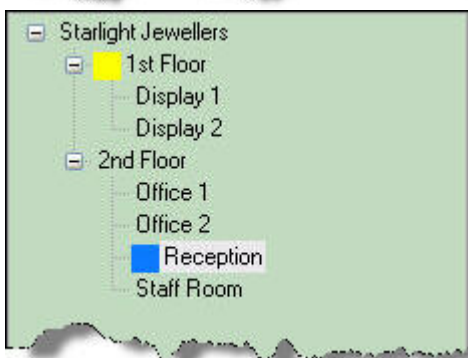 Starlight Jewellers
1st Floor
Display 1
Display 2
2nd Floor
Office 1
Office 2
Reception
Staff Room